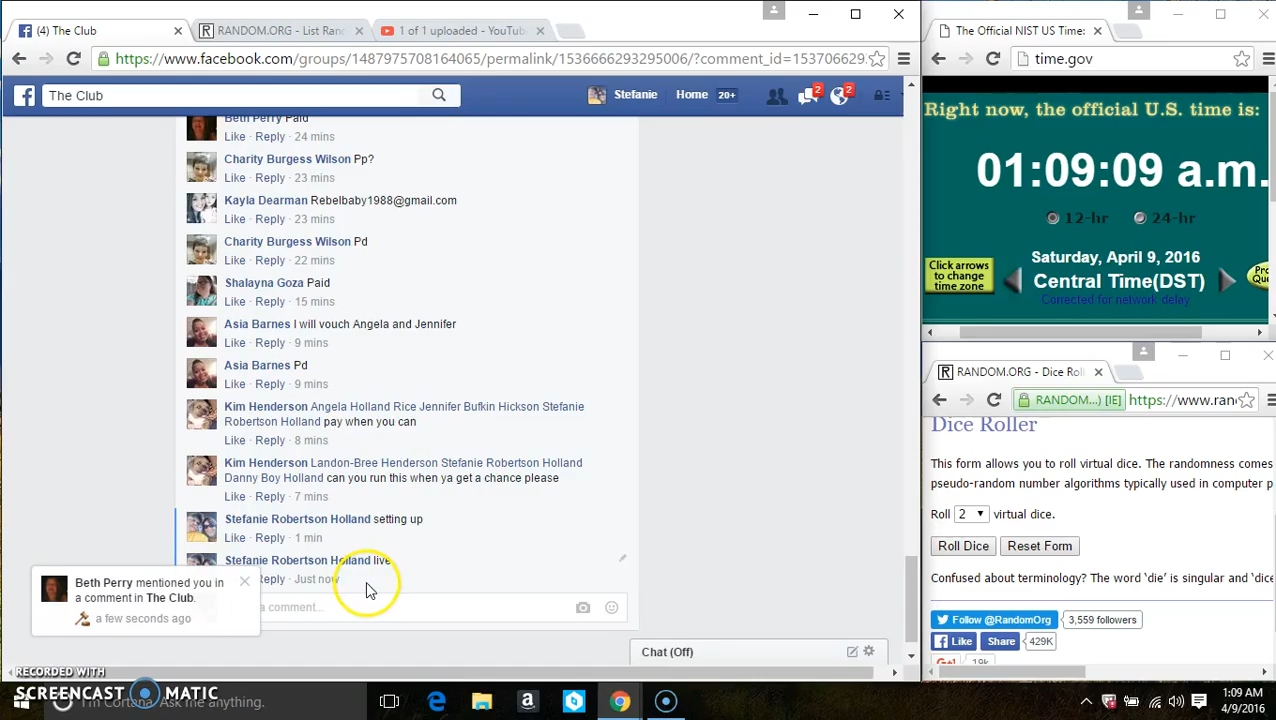 (4) The Club
RANDOM.ORG - List Ran
1 of 1 uploaded - YouTub
https://www.facebook.com/groups/1487975708164065/permalink/1536666293295006/?comment_id=153706629
The Club
Stefanie
Home 20+
2
2
Beth Perry Paid
Like · Reply · 24 mins
Charity Burgess Wilson Pp?
Like · Reply · 23 mins
Kayla Dearman Rebelbaby1988@gmail.com
Like · Reply · 23 mins
Charity Burgess Wilson Pd
Like · Reply · 22 mins
Shalayna Goza Paid
Like · Reply · 15 mins
Asia Barnes I will vouch Angela and Jennifer
Like · Reply · 9 mins
Asia Barnes Pd
Like · Reply · 9 mins
Kim Henderson Angela Holland Rice Jennifer Bufkin Hickson Stefanie
Robertson Holland pay when you can
Like · Reply · 8 mins
Kim Henderson Landon-Bree Henderson Stefanie Robertson Holland
Danny Boy Holland can you run this when ya get a chance please
Like · Reply · 7 mins
Stefanie Robertson Holland setting up
Like · Reply · 1 min
Stefanie Robertson Holland live
Reply · Just now
a comment...
Beth Perry mentioned you in
a comment in The Club.
a few seconds ago
Chat (Off)
RECORDED WITH
SCREENCAST MATIC
I'm Cortana. Ask me anything.
The Official NIST US Time:
time.gov
Right now, the official U.S. time is:
01:09:09 a.m.
12-hr 24-hr
Saturday, April 9, 2016
Click arrows
to change
time zone
Central Time(DST)
Corrected for network delay
Pro
Que
RANDOM.ORG - Dice Roll
RANDOM...) [IE] https://www.ran
Dice Roller
This form allows you to roll virtual dice. The randomness comes
pseudo-random number algorithms typically used in computer p
Roll 2 virtual dice.
Roll Dice Reset Form
Confused about terminology? The word 'die' is singular and 'dice
Follow @RandomOrg 3,559 followers
Like Share 429K
19k
1:09 AM
4/9/2016